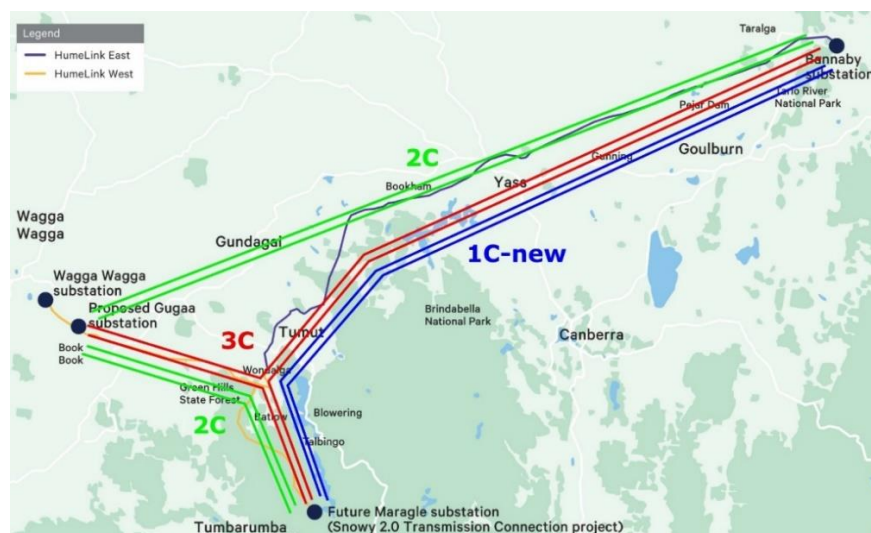 Legend
HumeLink East
HumeLink West
Taralga
Bannaby
substation
Tarlo River
National Park
Pejar Dam
Goulburn
Gunning
2C
Yass
Bookham
1C-new
Wagga
Wagga
Gundagai
Wagga Wagga
substation
Proposed Gugaa
substation
Brindabella
National Park
Canberra
3C
Tumut
Book
Book
Wondalga
Green Hills
State Forest
Batlow
Blowering
2C
Talbingo
Tumbarumba
Future Maragle substation
(Snowy 2.0 Transmission Connection project)